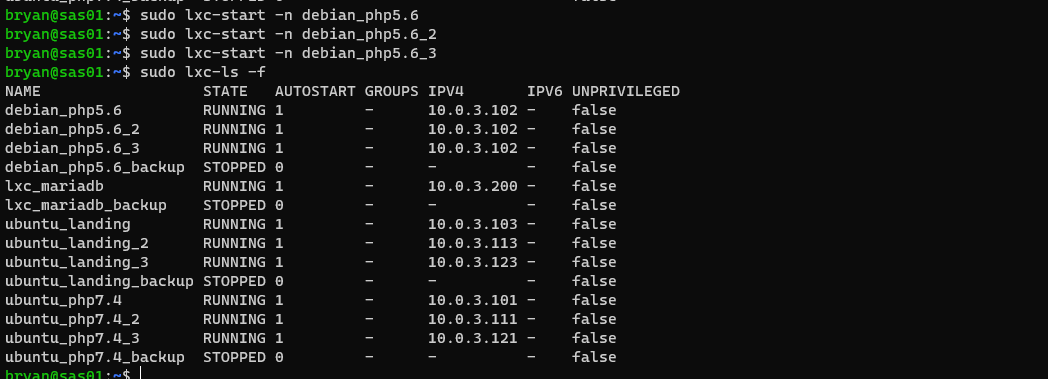 bryan@sas01:~$ sudo lxc-start -n debian_php5.6
bryan@sas01:~$ sudo lxc-start -n debian_php5.6_2
bryan@sas01:~$ sudo lxc-start -n debian_php5.6_3
bryan@sas01:~$ sudo lxc-ls -f
NAME STATE AUTOSTART GROUPS IPV4 IPV6 UNPRIVILEGED
debian_php5.6 RUNNING 1 - 10.0.3.102 - false
debian_php5.6_2 RUNNING 1 - 10.0.3.102 - false
debian_php5.6_3 RUNNING 1 - 10.0.3.102 - false
debian_php5.6_backup STOPPED 0 - - - false
lxc_mariadb RUNNING 1 - 10.0.3.200 - false
lxc_mariadb_backup STOPPED 0 - - - false
ubuntu_landing RUNNING 1 - 10.0.3.103 - false
ubuntu_landing_2 RUNNING 1 - 10.0.3.113 - false
ubuntu_landing_3 RUNNING 1 - 10.0.3.123 - false
ubuntu_landing_backup STOPPED 0 - - - false
ubuntu_php7.4 RUNNING 1 - 10.0.3.101 - false
ubuntu_php7.4_2 RUNNING 1 - 10.0.3.111 - false
ubuntu_php7.4_3 RUNNING 1 - 10.0.3.121 - false
ubuntu_php7.4_backup STOPPED 0 - - - false
bryan@sas01:~$